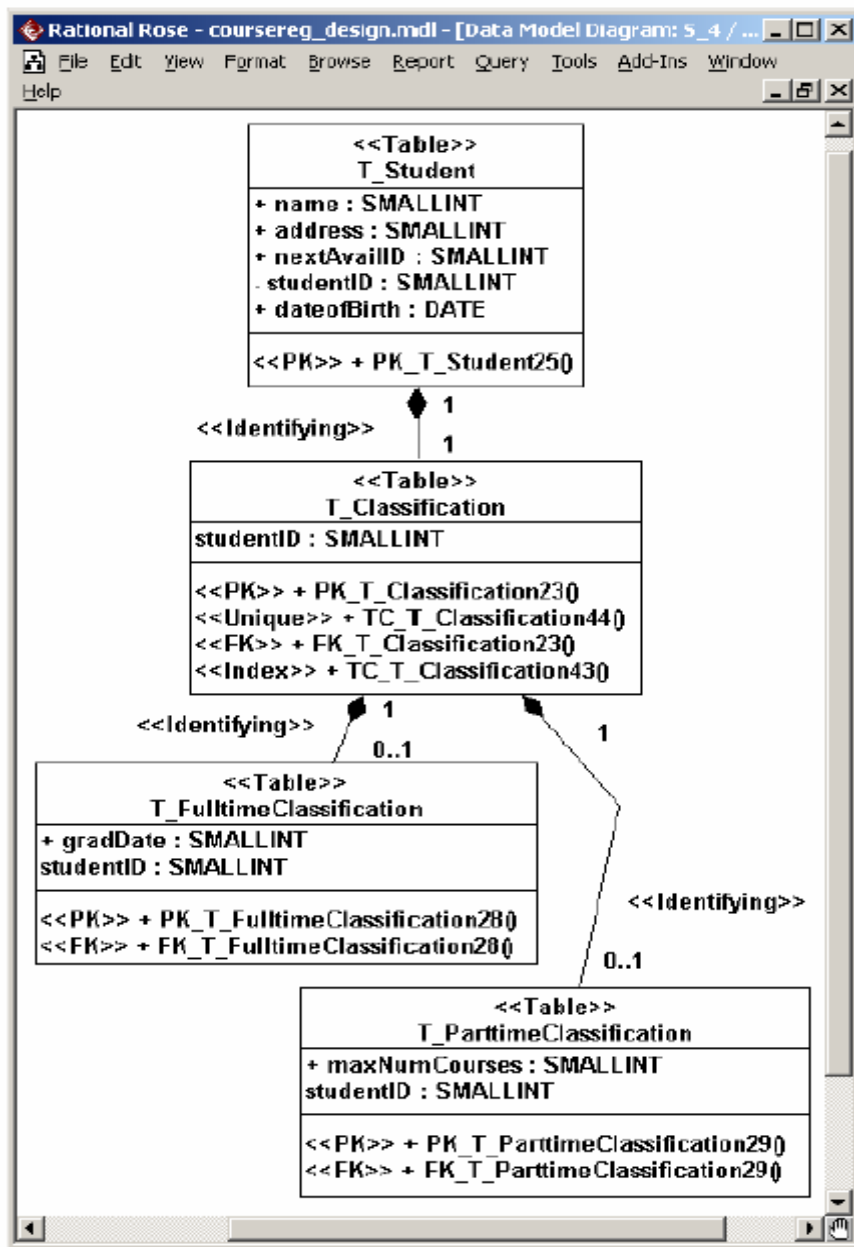 Rational Rose - coursereg_design.mdl - [Data Model Diagram: S_4 / ...
File Edit View Format Browse Report Query Tools Add-Ins Window
Help
<<Table>>
T_Student
+ name : SMALLINT
+ address : SMALLINT
+ nextAvailID : SMALLINT
- studentID : SMALLINT
+ dateofBirth : DATE
<<PK>> + PK_T_Student25()
1
<<Identifying>>
1
<<Table>>
T_Classification
studentID : SMALLINT
<<PK>> + PK_T_Classification23()
<<Unique>> + TC_T_Classification44()
<<FK>> + FK_T_Classification23()
<<Index>> + TC_T_Classification43()
<<Identifying>>
1
0..1
1
<<Table>>
T_FulltimeClassification
+ gradDate : SMALLINT
studentID : SMALLINT
<<PK>> + PK_T_FulltimeClassification28()
<<FK>> + FK_T_FulltimeClassification28()
<<Identifying>>
0..1
<<Table>>
T_ParttimeClassification
+ maxNumCourses : SMALLINT
studentID : SMALLINT
<<PK>> + PK_T_ParttimeClassification29()
<<FK>> + FK_T_ParttimeClassification29()